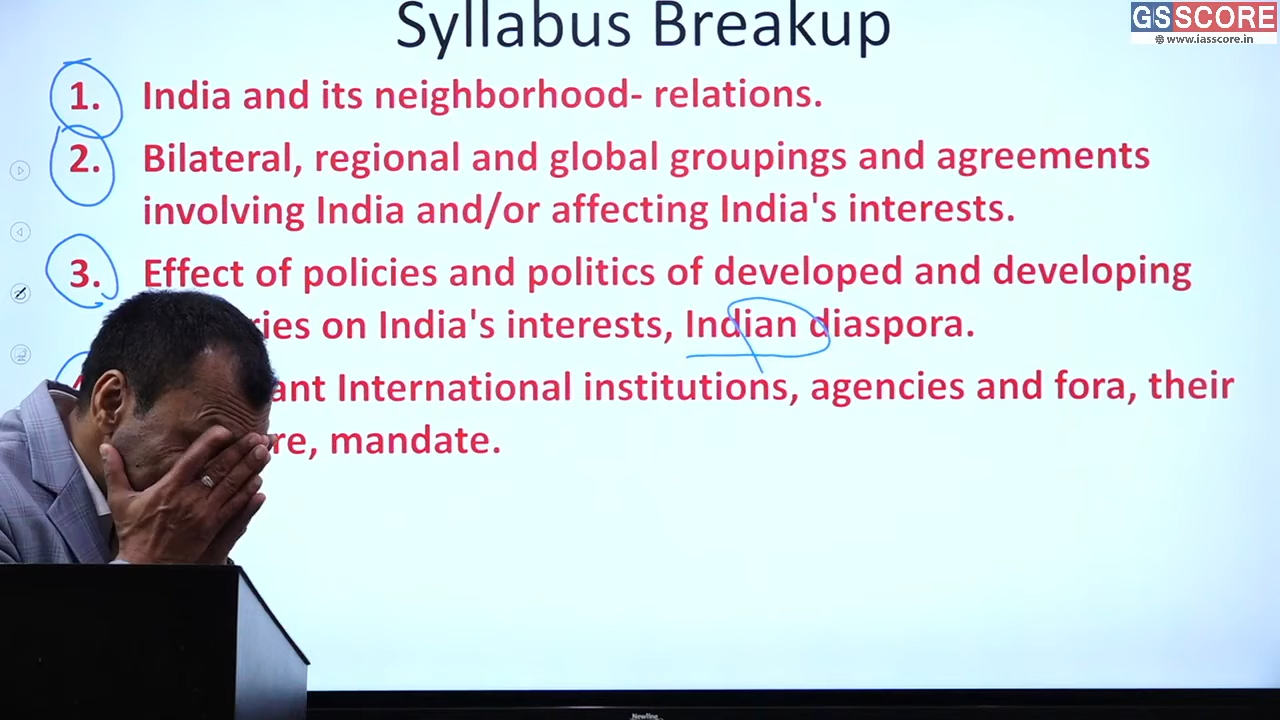 Syllabus Breakup
GSSCORE
www.iasscore.in
1. India and its neighborhood- relations.
2. Bilateral, regional and global groupings and agreements
involving India and/or affecting India's interests.
3. Effect of policies and politics of developed and developing
ries on India's interests, Indian diaspora.
ant International institutions, agencies and fora, their
re, mandate.
Newline